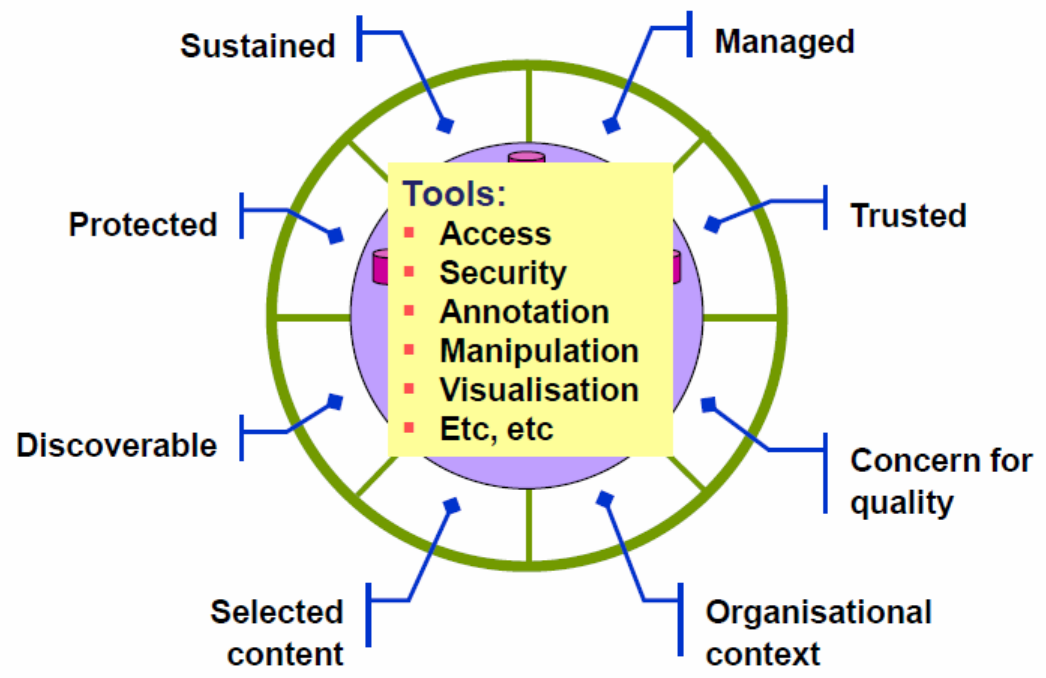 Sustained
Managed
Protected
Trusted
Tools:
Access
Security
Annotation
Manipulation
Visualisation
Etc, etc
Discoverable
Concern for
quality
Selected
content
Organisational
context